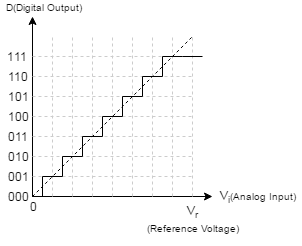 D(Digital Output)
111
110
101
100
011
010
001
000
0
Vr
Vi(Analog Input)
(Reference Voltage)